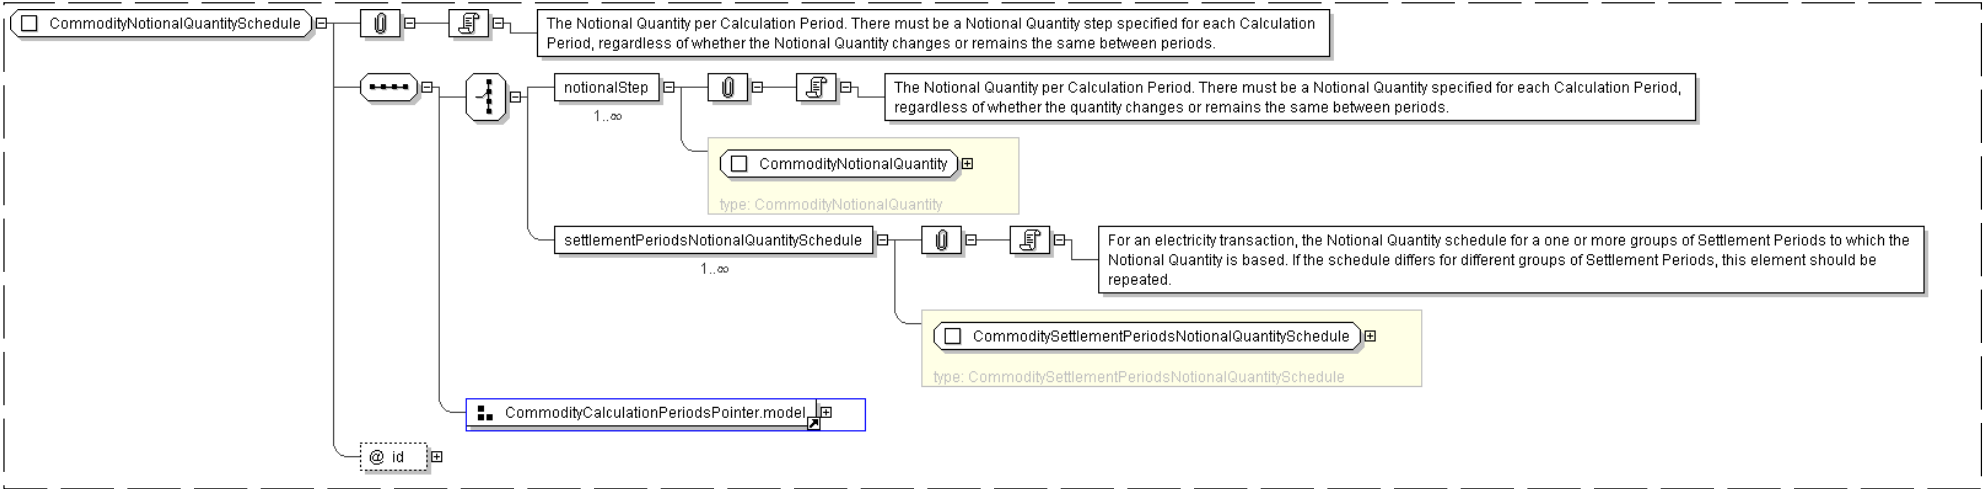 CommodityNotionalQuantitySchedule
The Notional Quantity per Calculation Period. There must be a Notional Quantity step specified for each Calculation
Period, regardless of whether the Notional Quantity changes or remains the same between periods.
notionalStep
1..∞
The Notional Quantity per Calculation Period. There must be a Notional Quantity specified for each Calculation Period,
regardless of whether the quantity changes or remains the same between periods.
CommodityNotionalQuantity
type: CommodityNotionalQuantity
settlementPeriodsNotionalQuantitySchedule
1..∞
For an electricity transaction, the Notional Quantity schedule for a one or more groups of Settlement Periods to which the
Notional Quantity is based. If the schedule differs for different groups of Settlement Periods, this element should be
repeated.
CommoditySettlementPeriodsNotionalQuantitySchedule
type: CommoditySettlementPeriodsNotionalQuantitySchedule
CommodityCalculationPeriodsPointer.model
@ id